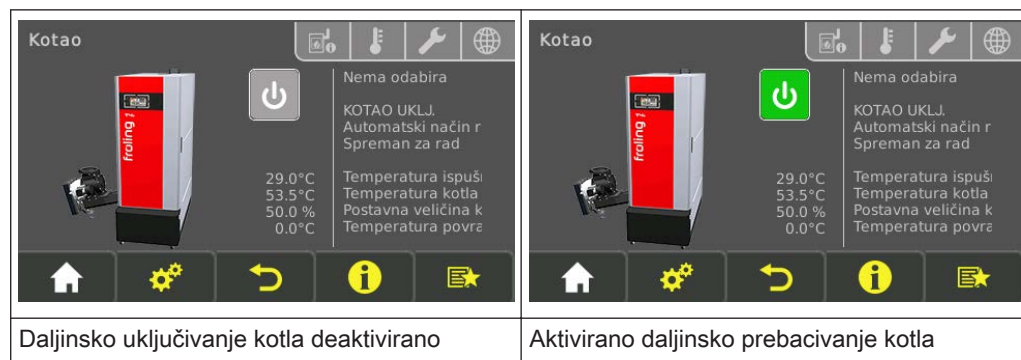 Kotao
Nema odabira
KOTAO UKLJ.
Automatski način r
Spreman za rad
29.0°C Temperatura ispuši
53.5°C Temperatura kotla
50.0 % Postavna veličina k
0.0°C Temperatura povra
froling
Daljinsko uključivanje kotla deaktivirano
Kotao
Nema odabira
KOTAO UKLJ.
Automatski način r
Spreman za rad
29.0°C Temperatura ispuši
53.5°C Temperatura kotla
50.0 % Postavna veličina k
0.0°C Temperatura povra
froling
Aktivirano daljinsko prebacivanje kotla